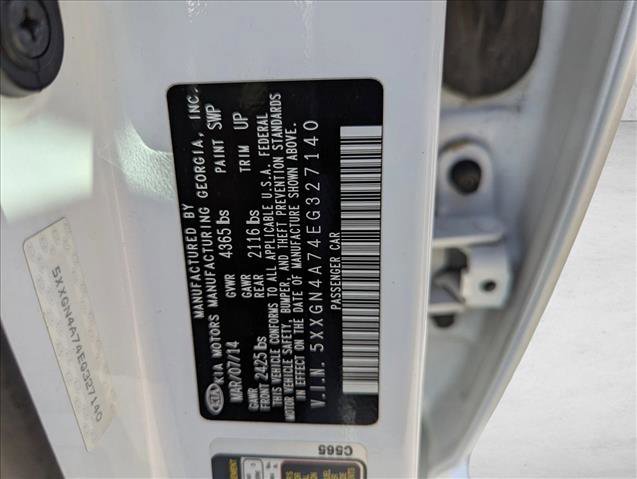 KIA
MANUFACTURED BY
KIA MOTORS MANUFACTURING GEORGIA, INC.
MAR/07/14 GVWR 4365 lbs PAINT SWP
GAWR FRONT 2425 lbs GAWR REAR 2116 lbs TRIM UP
THIS VEHICLE CONFORMS TO ALL APPLICABLE U.S.A. FEDERAL
MOTOR VEHICLE SAFETY, BUMPER, AND THEFT PREVENTION STANDARDS
IN EFFECT ON THE DATE OF MANUFACTURE SHOWN ABOVE.
V.I.N. 5XXGN4A74EG327140
PASSENGER CAR
5XXGN4A74EG327140
C565